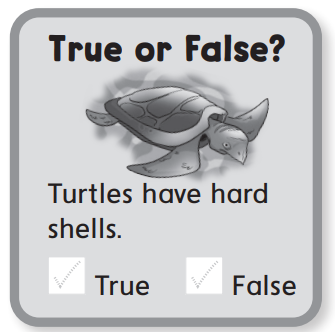 True or False?
Turtles have hard
shells.
True False